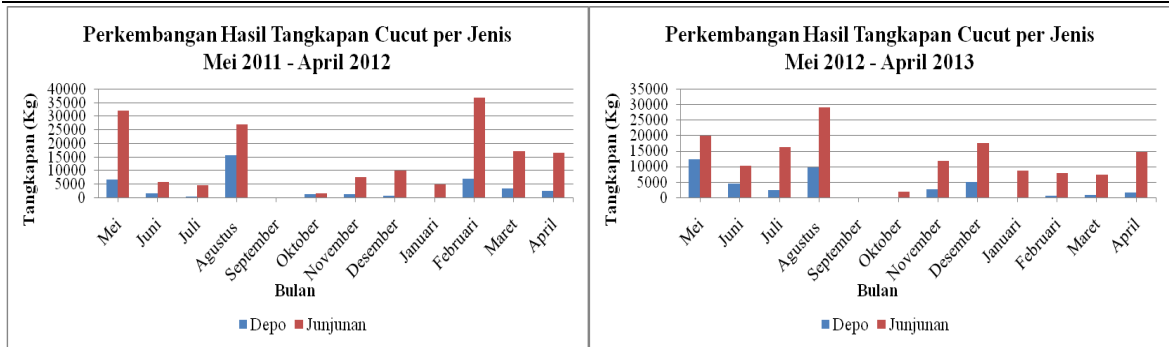 Perkembangan Hasil Tangkapan Cucut per Jenis
Mei 2011 - April 2012
Tangkapan (Kg)
40000
35000
30000
25000
20000
15000
10000
5000
0
Mei
Juni
Juli
Agustus
September
Oktober
November
Desember
Januari
Februari
Maret
April
Bulan
Depo Junjunan
Perkembangan Hasil Tangkapan Cucut per Jenis
Mei 2012 - April 2013
Tangkapan (Kg)
35000
30000
25000
20000
15000
10000
5000
0
Mei
Juni
Juli
Agustus
September
Oktober
November
Desember
Januari
Februari
Maret
April
Bulan
Depo Junjunan